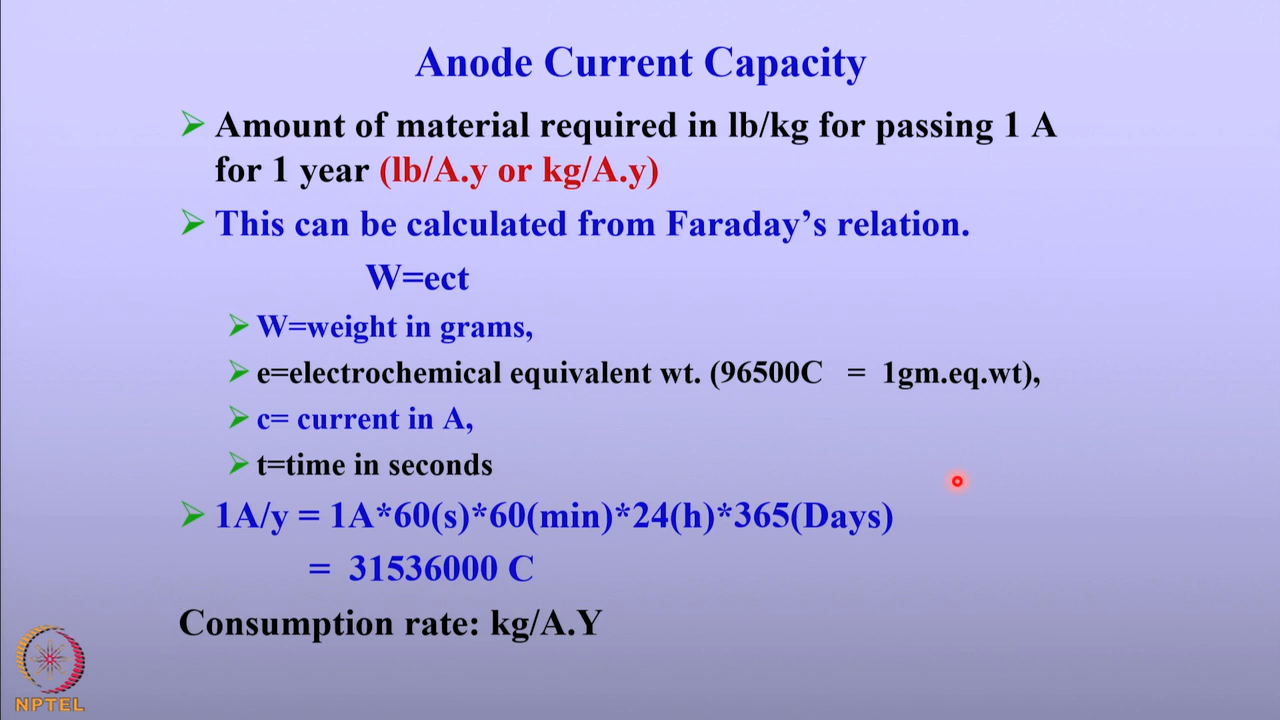 Anode Current Capacity
Amount of material required in lb/kg for passing 1 A
for 1 year (lb/A.y or kg/A.y)
This can be calculated from Faraday’s relation.
W=ect
W=weight in grams,
e=electrochemical equivalent wt. (96500C = 1gm.eq.wt),
c= current in A,
t=time in seconds
1A/y = 1A*60(s)*60(min)*24(h)*365(Days)
= 31536000 C
Consumption rate: kg/A.Y
NPTEL